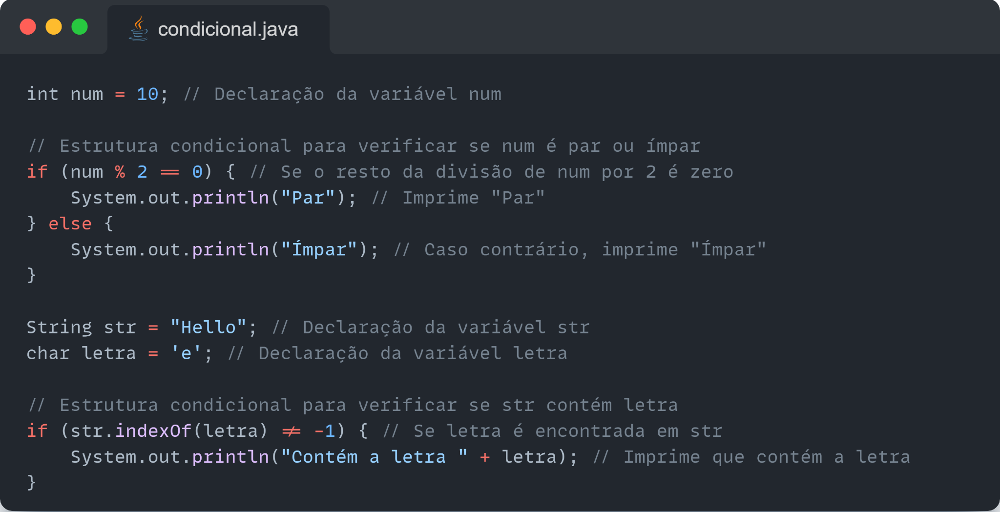 condicional.java
int num = 10; // Declaração da variável num
// Estrutura condicional para verificar se num é par ou ímpar
if (num % 2 == 0) { // Se o resto da divisão de num por 2 é zero
    System.out.println("Par"); // Imprime "Par"
} else {
    System.out.println("Ímpar"); // Caso contrário, imprime "Ímpar"
}
String str = "Hello"; // Declaração da variável str
char letra = 'e'; // Declaração da variável letra
// Estrutura condicional para verificar se str contém letra
if (str.indexOf(letra) != -1) { // Se letra é encontrada em str
    System.out.println("Contém a letra " + letra); // Imprime que contém a letra
}